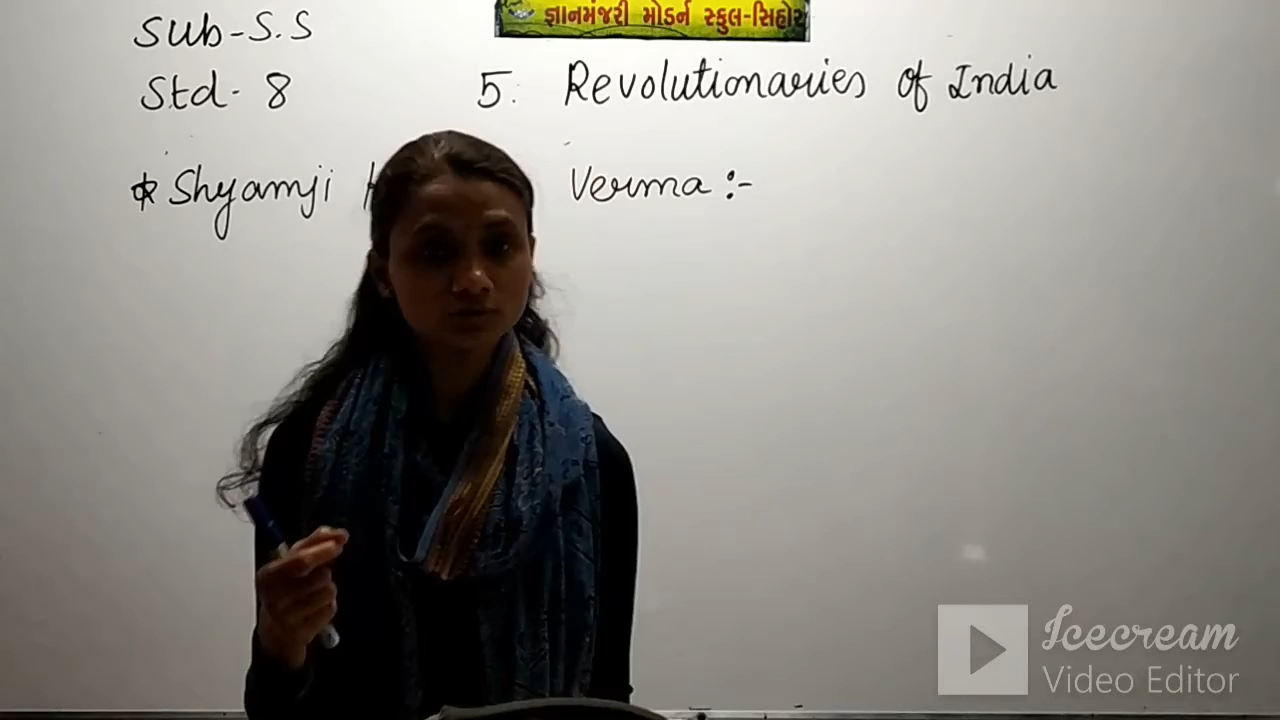 Sub-S.S
જ્ઞાનમંજરી મોડર્ન સ્કુલ-સિહોર
Std- 8
5. Revolutionaries of India
* Shyamji
Verma :-
Icecream
Video Editor